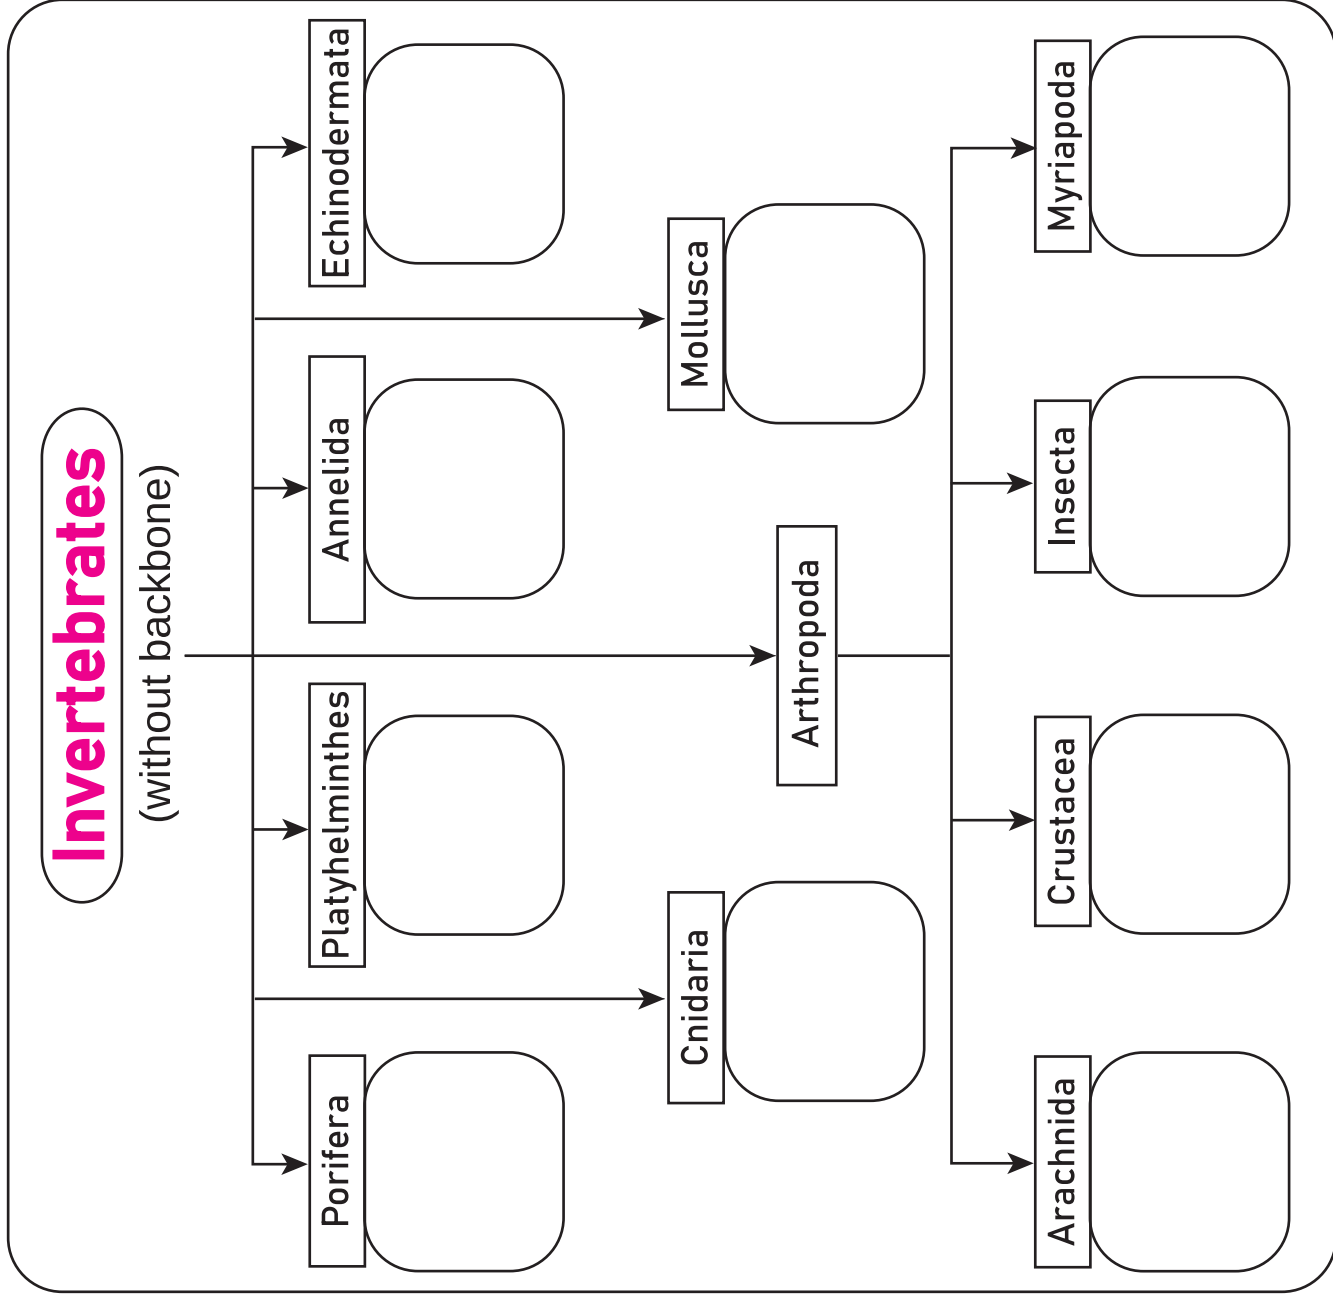 Invertebrates
(without backbone)
Porifera
Platyhelminthes
Annelida
Echinodermata
Cnidaria
Mollusca
Arthropoda
Arachnida
Crustacea
Insecta
Myriapoda